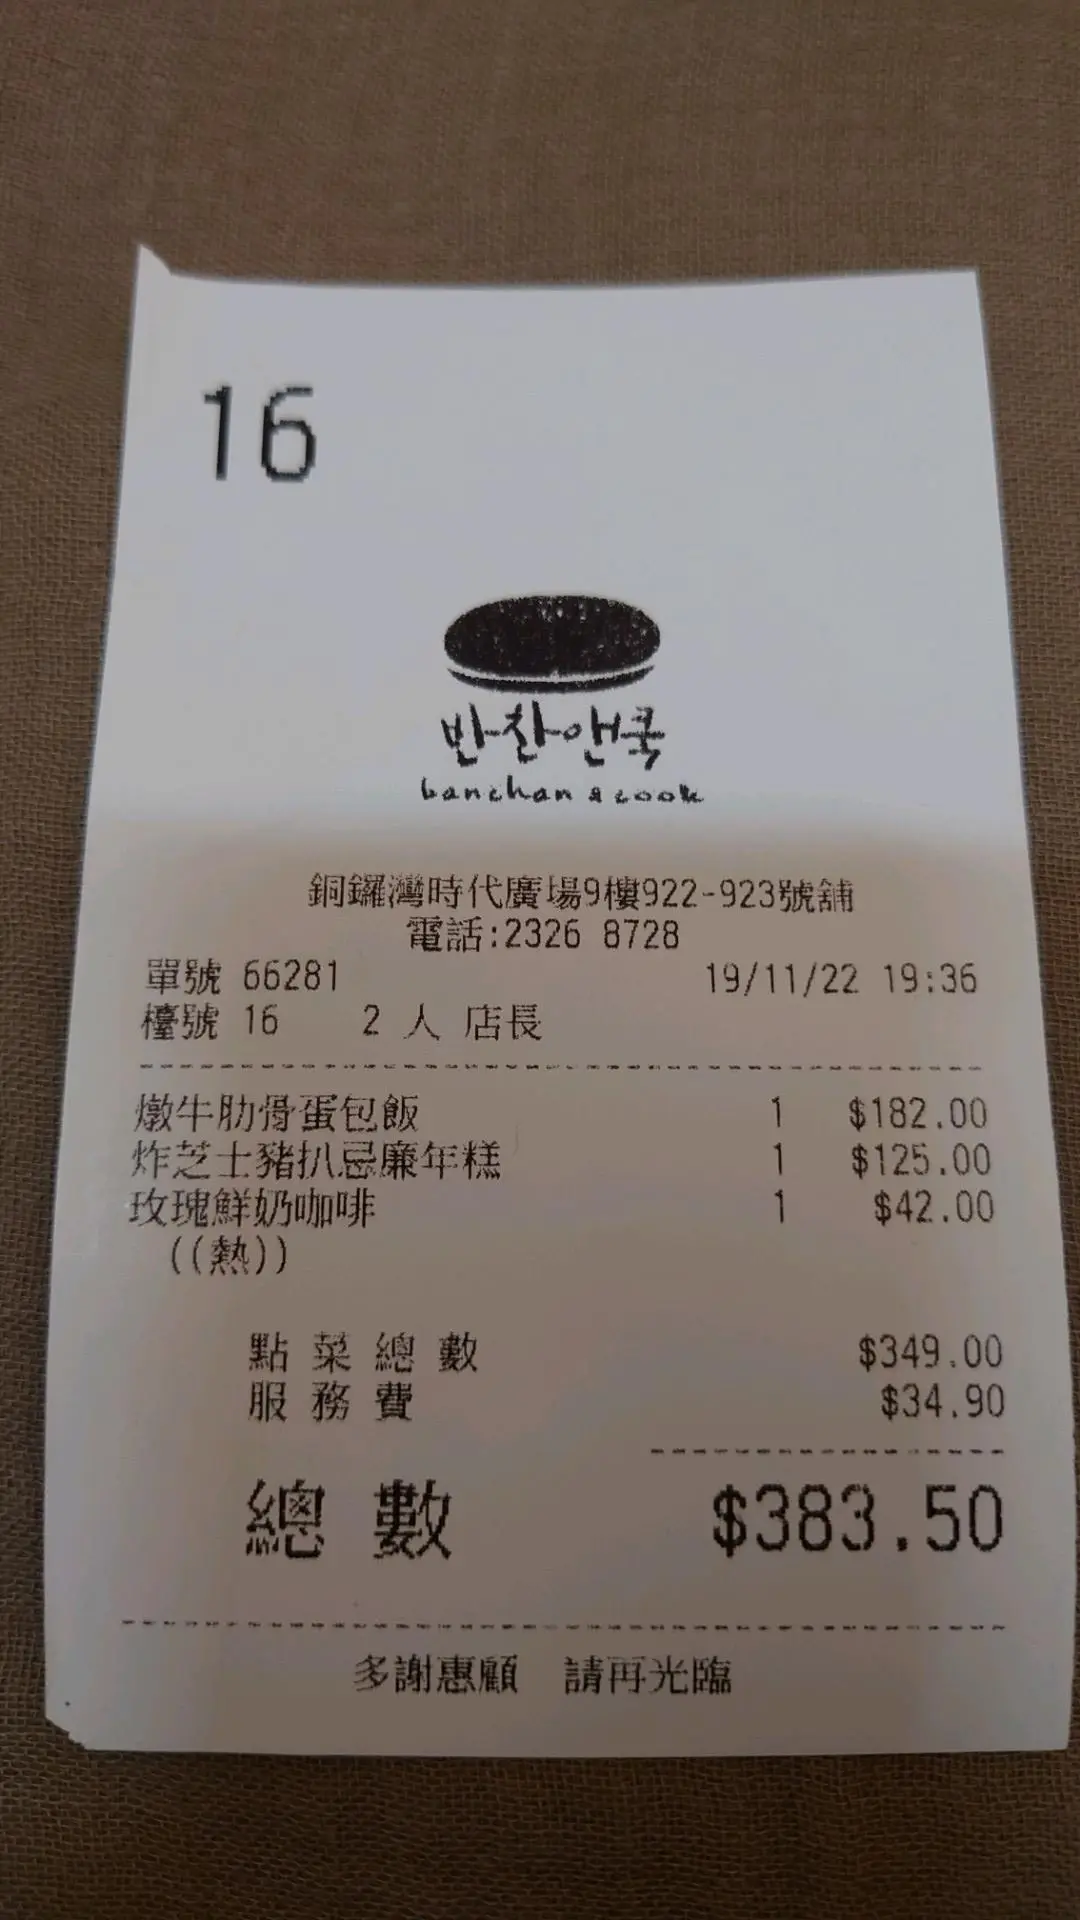 16
반찬앤쿡
banchan & cook
銅鑼灣時代廣場9樓922-923號舖
電話:2326 8728
單號 66281 19/11/22 19:36
檯號 16 2 人 店長
燉牛肋骨蛋包飯 1 $182.00
炸芝士豬扒忌廉年糕 1 $125.00
玫瑰鮮奶咖啡 1 $42.00
((熱))
點菜總數 $349.00
服務費 $34.90
總數 $383.50
多謝惠顧 請再光臨